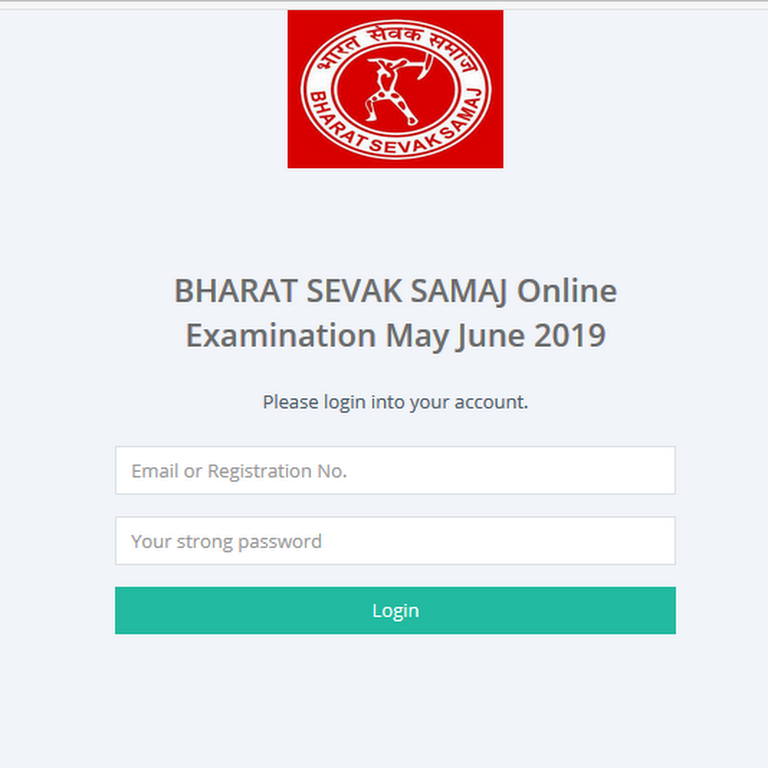 भारत सेवक समाज
BHARAT SEVAK SAMAJ
BHARAT SEVAK SAMAJ Online
Examination May June 2019
Please login into your account.
Email or Registration No.
Your strong password
Login